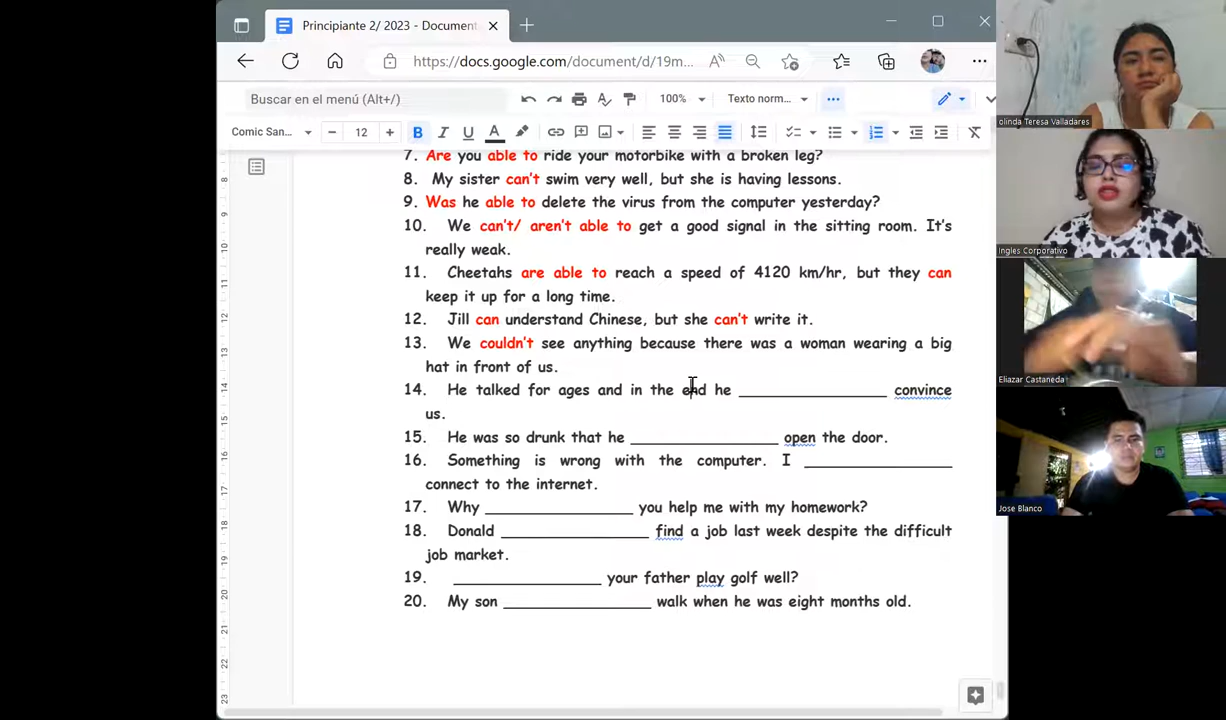 Principiante 2/ 2023 - Document
https://docs.google.com/document/d/19m...
Buscar en el menú (Alt+/)
100%
Texto norm...
Comic San...
12
7. Are you able to ride your motorbike with a broken leg?
8. My sister can't swim very well, but she is having lessons.
9. Was he able to delete the virus from the computer yesterday?
10. We can't/ aren't able to get a good signal in the sitting room. It's
really weak.
11. Cheetahs are able to reach a speed of 4120 km/hr, but they can
keep it up for a long time.
12. Jill can understand Chinese, but she can't write it.
13. We couldn't see anything because there was a woman wearing a big
hat in front of us.
14. He talked for ages and in the end he ________________ convince
us.
15. He was so drunk that he ________________ open the door.
16. Something is wrong with the computer. I ________________
connect to the internet.
17. Why ________________ you help me with my homework?
18. Donald ________________ find a job last week despite the difficult
job market.
19. ________________ your father play golf well?
20. My son ________________ walk when he was eight months old.
olinda Teresa Valladares
Ingles Corporativo
Eliazar Castaneda
Jose Blanco